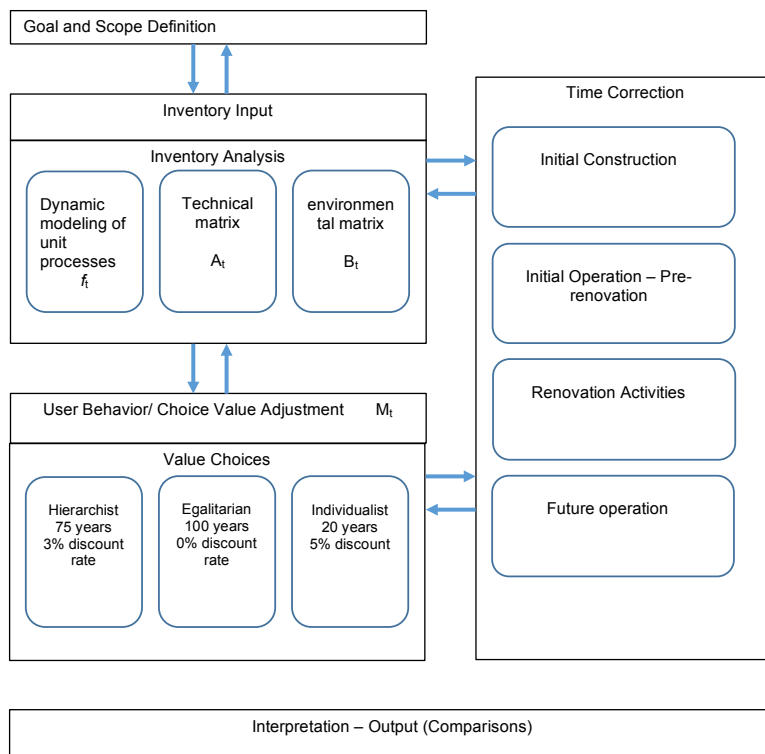 Goal and Scope Definition
Inventory Input
Inventory Analysis
Dynamic
modeling of
unit
processes
fₜ
Technical
matrix
Aₜ
environmen
tal matrix
Bₜ
User Behavior/ Choice Value Adjustment Mₜ
Value Choices
Hierarchist
75 years
3% discount
rate
Egalitarian
100 years
0% discount
rate
Individualist
20 years
5% discount
Time Correction
Initial Construction
Initial Operation – Pre-
renovation
Renovation Activities
Future operation
Interpretation – Output (Comparisons)